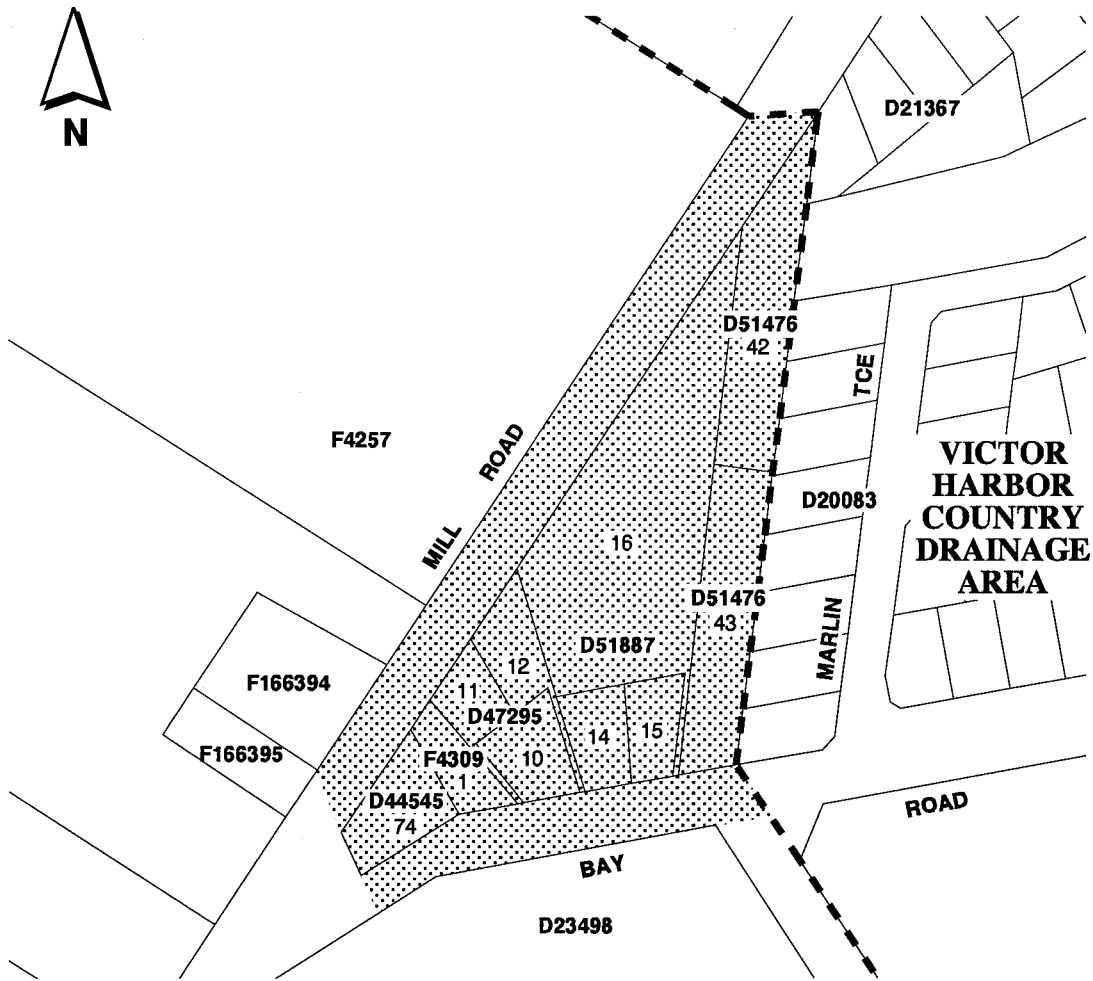 N
D21367
D51476
42
TCE
F4257
ROAD
MILL
VICTOR
HARBOR
COUNTRY
DRAINAGE
AREA
D20083
16
D51476
43
MARLIN
D51887
12
11
F166394
D47295
F166395
14
15
F4309
10
1
D44545
74
ROAD
BAY
D23498